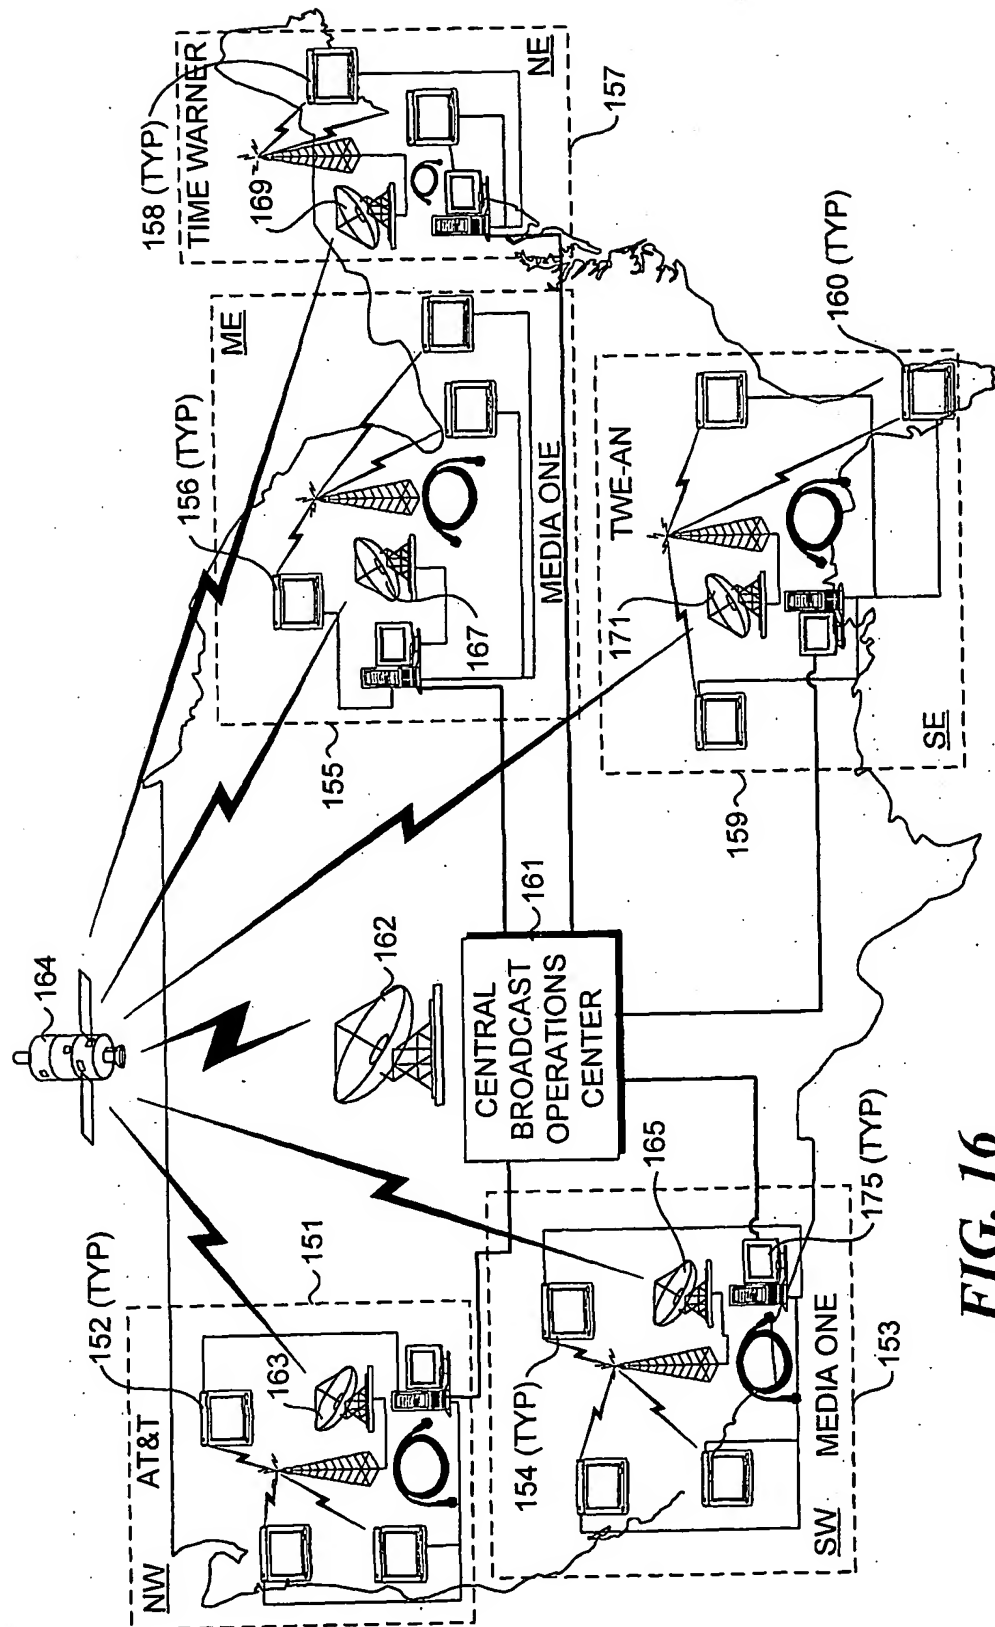 164
158 (TYP)
TIME WARNER
169
NE
157
156 (TYP)
ME
167
MEDIA ONE
155
162
161
CENTRAL
BROADCAST
OPERATIONS
CENTER
152 (TYP)
AT&T
163
151
NW
154 (TYP)
165
175 (TYP)
MEDIA ONE
SW
153
TWE-AN
171
160 (TYP)
159
SE
FIG. 16